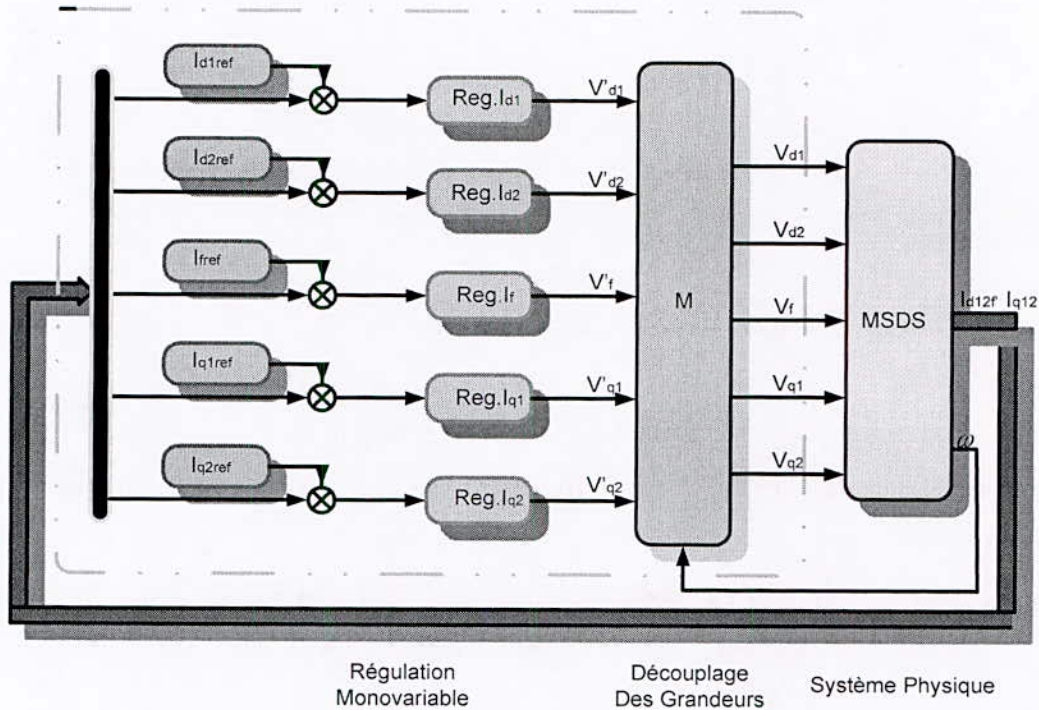 Id1ref
Reg.Id1
V'd1
Id2ref
Reg.Id2
V'd2
Ifref
Reg.If
V'f
Iq1ref
Reg.Iq1
V'q1
Iq2ref
Reg.Iq2
V'q2
M
Vd1
Vd2
Vf
Vq1
Vq2
MSDS
Id12f, Iq12
ω
Régulation
Monovariable
Découplage
Des Grandeurs
Système Physique